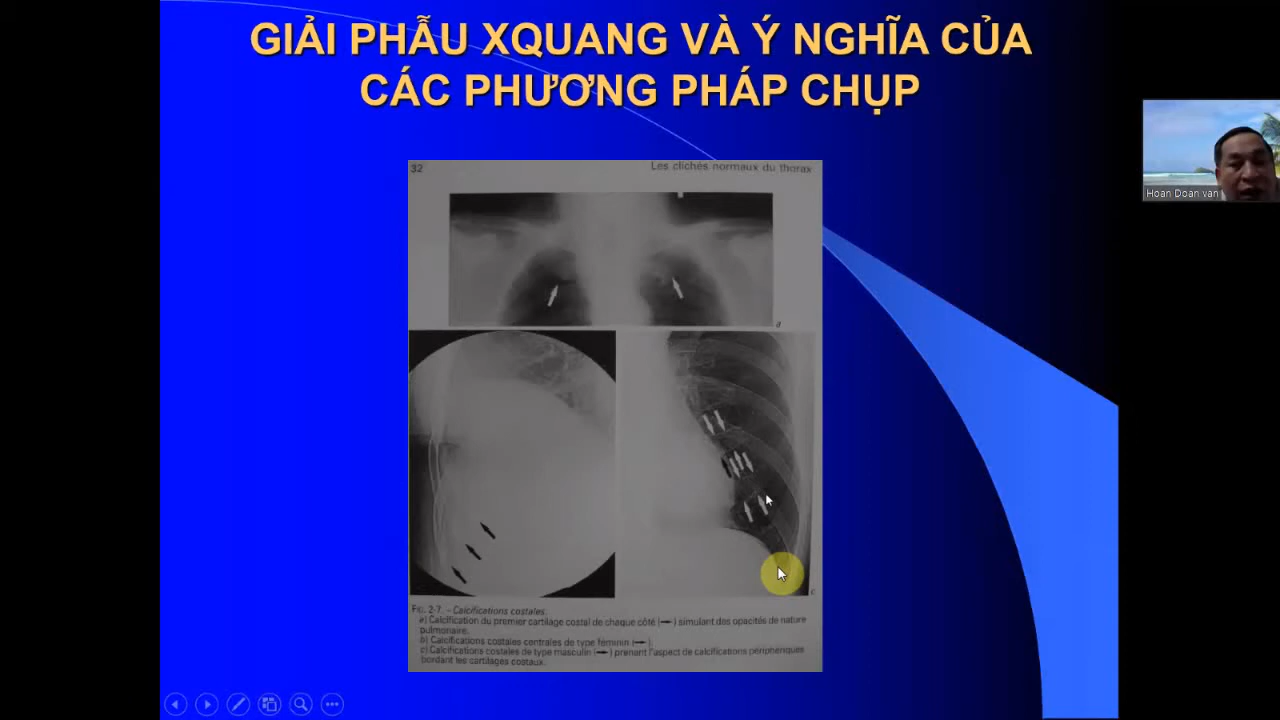 GIẢI PHẪU XQUANG VÀ Ý NGHĨA CỦA
CÁC PHƯƠNG PHÁP CHỤP
Hoan Doan van
32
Les clichés normaux du thorax
a
c
FIG. 2-7. – Calcifications costales.
a) Calcification du premier cartilage costal de chaque côté (→) simulant des opacités de nature
pulmonaire.
b) Calcifications costales centrales de type féminin (→).
c) Calcifications costales de type masculin (→) prenant l'aspect de calcifications périphériques
bordant les cartilages costaux.